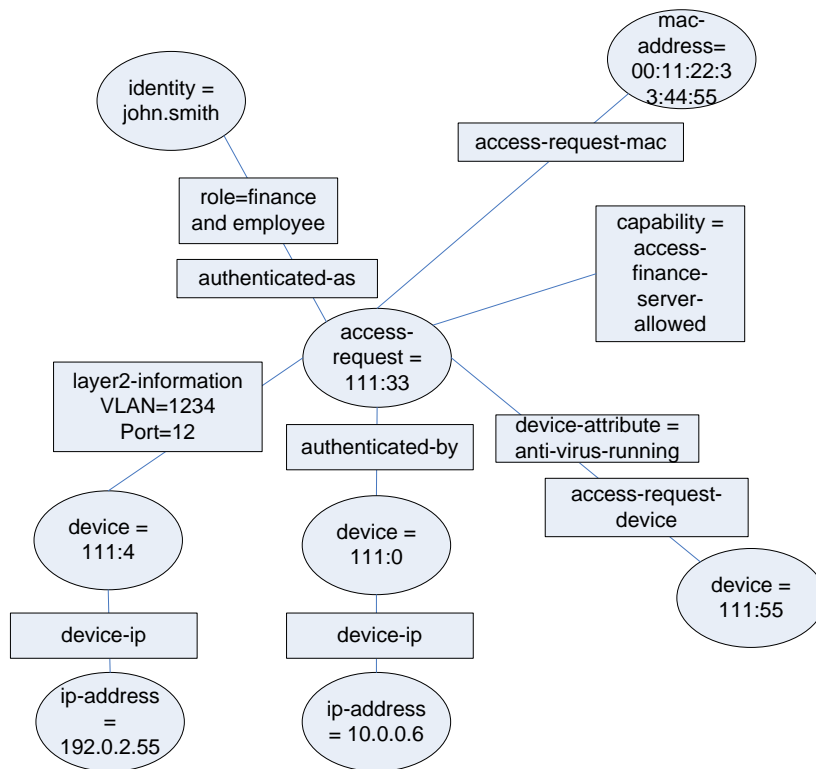 mac-
address=
00:11:22:3
3:44:55
identity =
john.smith
access-request-mac
role=finance
and employee
capability =
access-
finance-
server-
allowed
authenticated-as
access-
request =
111:33
layer2-information
VLAN=1234
Port=12
authenticated-by
device-attribute =
anti-virus-running
access-request-
device
device =
111:4
device =
111:0
device =
111:55
device-ip
device-ip
ip-address
=
192.0.2.55
ip-address
= 10.0.0.6